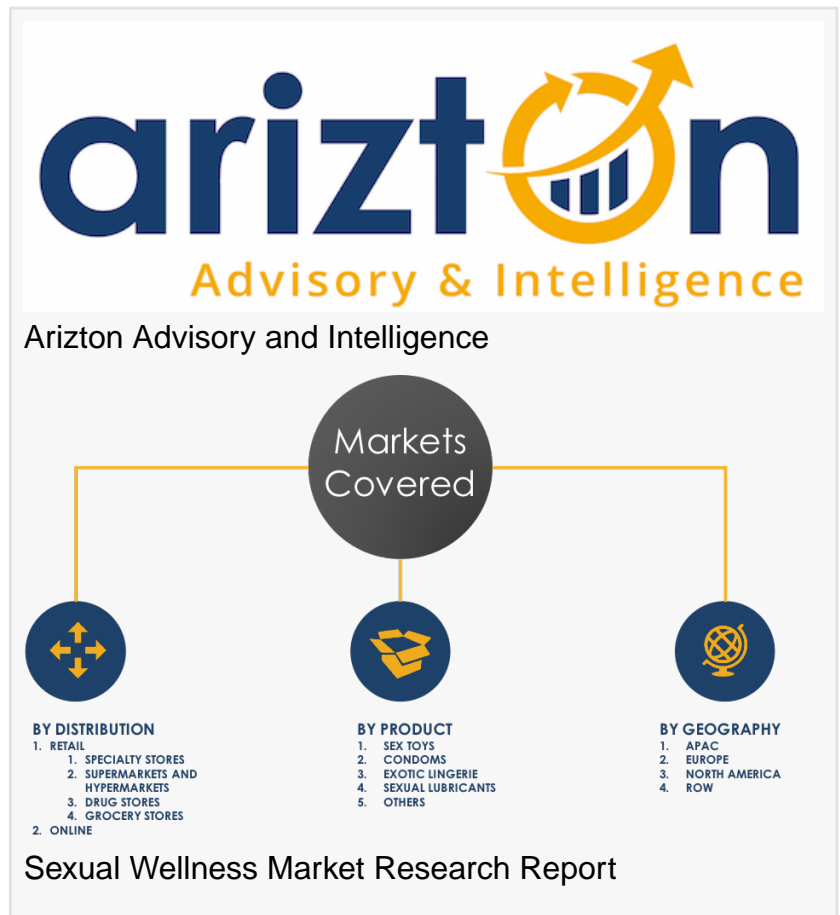 arizton
Advisory & Intelligence
Arizton Advisory and Intelligence
Markets
Covered
BY DISTRIBUTION
1. RETAIL
1. SPECIALTY STORES
2. SUPERMARKETS AND
HYPERMARKETS
3. DRUG STORES
4. GROCERY STORES
2. ONLINE
BY PRODUCT
1. SEX TOYS
2. CONDOMS
3. EXOTIC LINGERIE
4. SEXUAL LUBRICANTS
5. OTHERS
BY GEOGRAPHY
1. APAC
2. EUROPE
3. NORTH AMERICA
4. ROW
Sexual Wellness Market Research Report